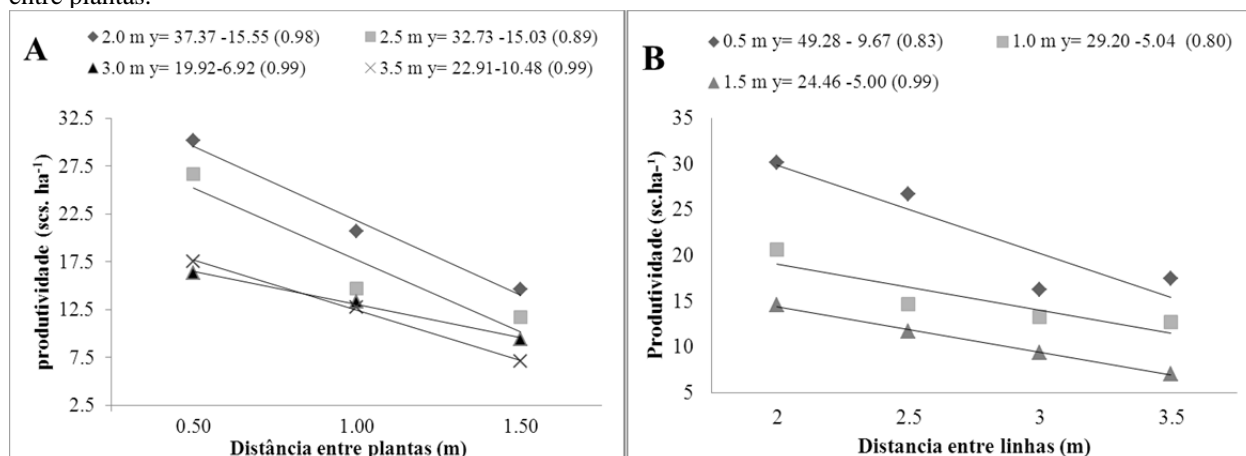 entre plantas.
A
2.0 m y= 37.37 -15.55 (0.98)
2.5 m y= 32.73 -15.03 (0.89)
3.0 m y= 19.92-6.92 (0.99)
3.5 m y= 22.91-10.48 (0.99)
produtividade (scs. ha⁻¹)
32.5
27.5
22.5
17.5
12.5
7.5
2.5
0.50
1.00
1.50
Distância entre plantas (m)
B
0.5 m y= 49.28 - 9.67 (0.83)
1.0 m y= 29.20 -5.04 (0.80)
1.5 m y= 24.46 -5.00 (0.99)
Produtividade (sc.ha-¹)
35
30
25
20
15
10
5
2
2.5
3
3.5
Distancia entre linhas (m)